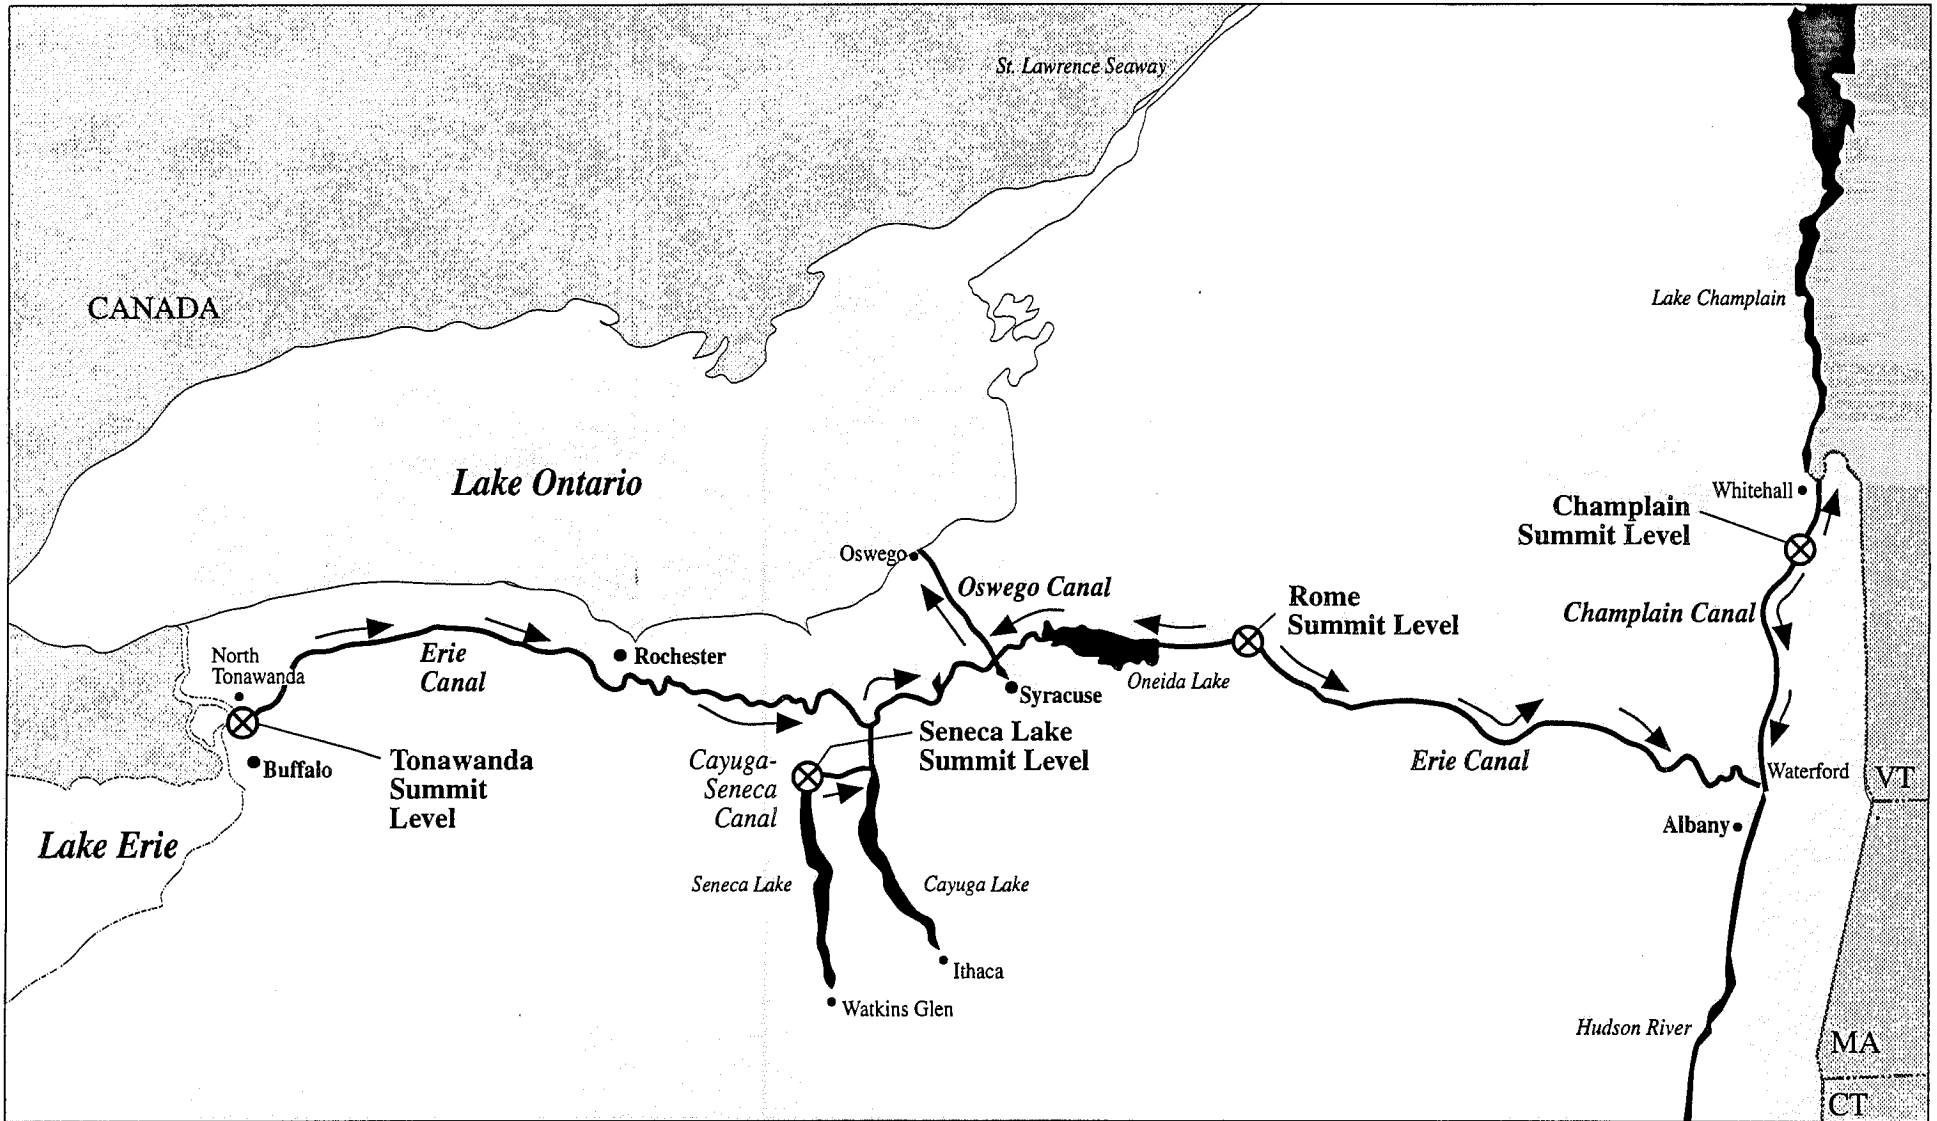 St. Lawrence Seaway
CANADA
Lake Champlain
Lake Ontario
Whitehall
Champlain
Summit Level
Oswego
Oswego Canal
Rome
Summit Level
Champlain Canal
North
Tonawanda
Erie
Canal
Rochester
Oneida Lake
Syracuse
Seneca Lake
Summit Level
Cayuga-
Seneca
Canal
Tonawanda
Summit
Level
Buffalo
Erie Canal
Waterford
VT
Albany
Lake Erie
Seneca Lake
Cayuga Lake
Ithaca
Watkins Glen
Hudson River
MA
CT